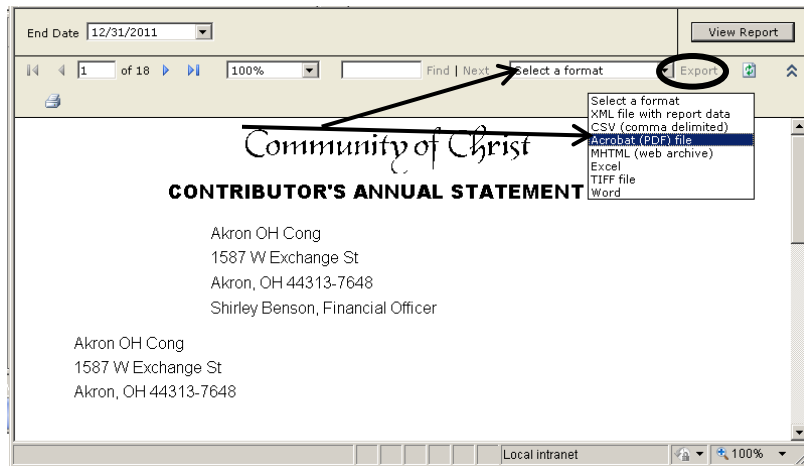 End Date 12/31/2011 View Report
1 of 18 100% Find | Next Select a format Export
Select a format
XML file with report data
CSV (comma delimited)
Acrobat (PDF) file
MHTML (web archive)
Excel
TIFF file
Word
Community of Christ
CONTRIBUTOR'S ANNUAL STATEMENT
Akron OH Cong
1587 W Exchange St
Akron, OH 44313-7648
Shirley Benson, Financial Officer
Akron OH Cong
1587 W Exchange St
Akron, OH 44313-7648
Local intranet 100%